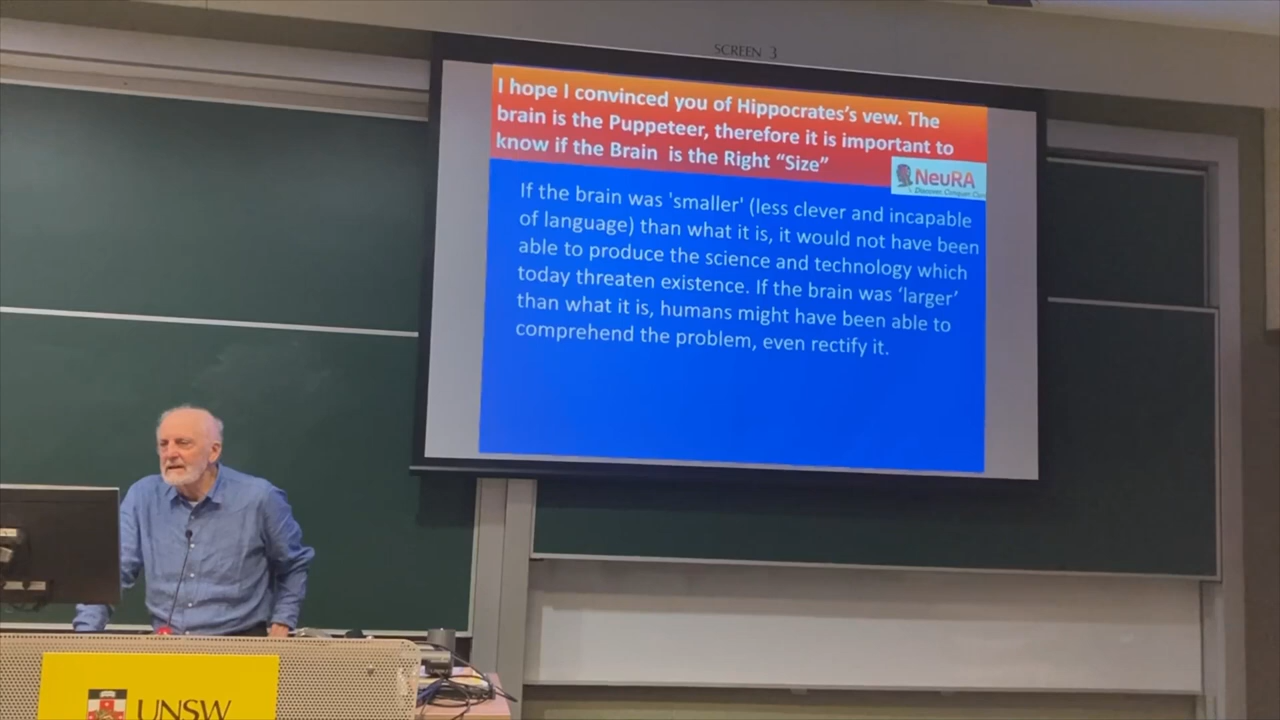 SCREEN 3
I hope I convinced you of Hippocrates's vew. The
brain is the Puppeteer, therefore it is important to
know if the Brain is the Right “Size”
NeuRA
Discover. Conquer. Cure
If the brain was 'smaller' (less clever and incapable
of language) than what it is, it would not have been
able to produce the science and technology which
today threaten existence. If the brain was ‘larger’
than what it is, humans might have been able to
comprehend the problem, even rectify it.
UNSW